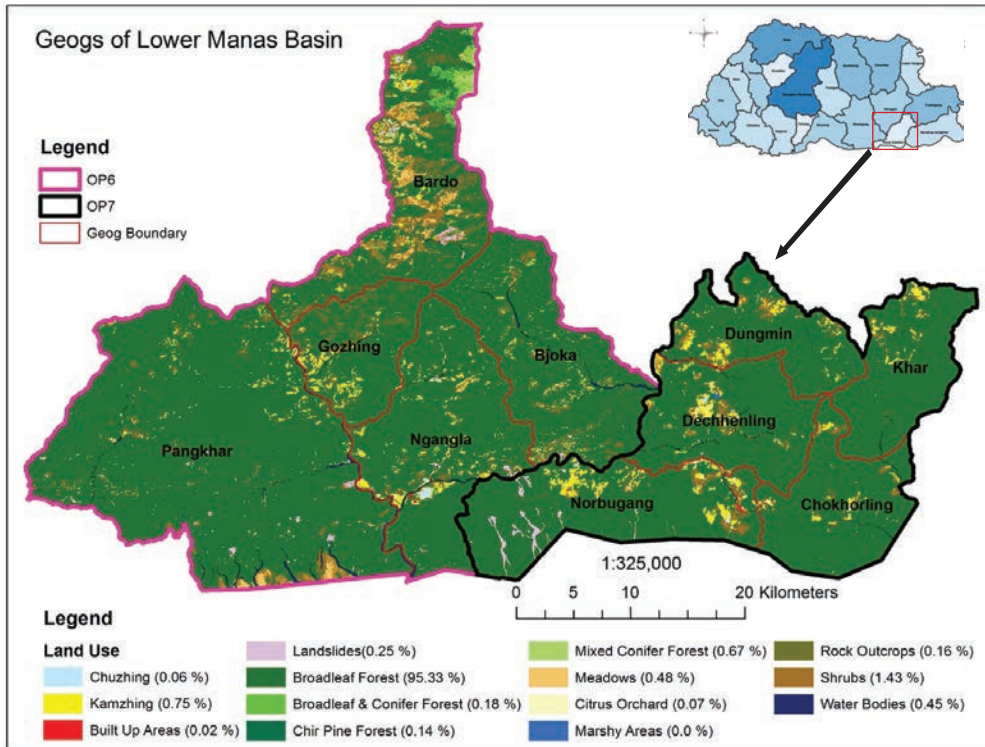 Geogs of Lower Manas Basin
Legend
OP6
OP7
Geog Boundary
Bardo
Gozhing
Bjoka
Dungmin
Khar
Dechhenling
Pangkhar
Ngangla
Norbugang
Chokhorling
1:325,000
0 5 10 20 Kilometers
Legend
Land Use
Chuzhing (0.06 %)
Kamzhing (0.75 %)
Built Up Areas (0.02 %)
Landslides(0.25 %)
Broadleaf Forest (95.33 %)
Broadleaf & Conifer Forest (0.18 %)
Chir Pine Forest (0.14 %)
Mixed Conifer Forest (0.67 %)
Meadows (0.48 %)
Citrus Orchard (0.07 %)
Marshy Areas (0.0 %)
Rock Outcrops (0.16 %)
Shrubs (1.43 %)
Water Bodies (0.45 %)